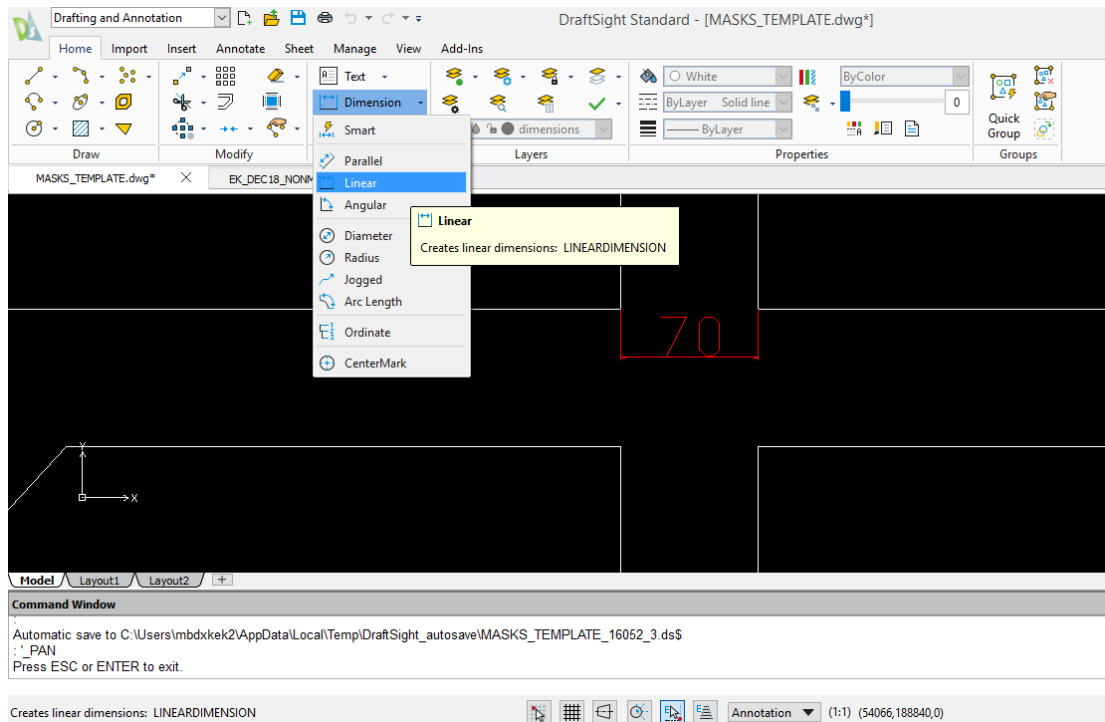 Drafting and Annotation
DraftSight Standard - [MASKS_TEMPLATE.dwg*]
Home Import Insert Annotate Sheet Manage View Add-Ins
Text
White
ByColor
Dimension
ByLayer Solid line
0
Smart
dimensions
ByLayer
Quick Group
Draw Modify Layers Properties Groups
Parallel
MASKS_TEMPLATE.dwg*
Linear
Angular
Linear
Creates linear dimensions: LINEARDIMENSION
Diameter
Radius
Jogged
Arc Length
70
Ordinate
CenterMark
Y
X
Model Layout1 Layout2 +
Command Window
:
Automatic save to C:\Users\mbdxkek2\AppData\Local\Temp\DraftSight_autosave\MASKS_TEMPLATE_16052_3.ds$
: '_PAN
Press ESC or ENTER to exit.
Creates linear dimensions: LINEARDIMENSION
Annotation (1:1) (54066,188840,0)